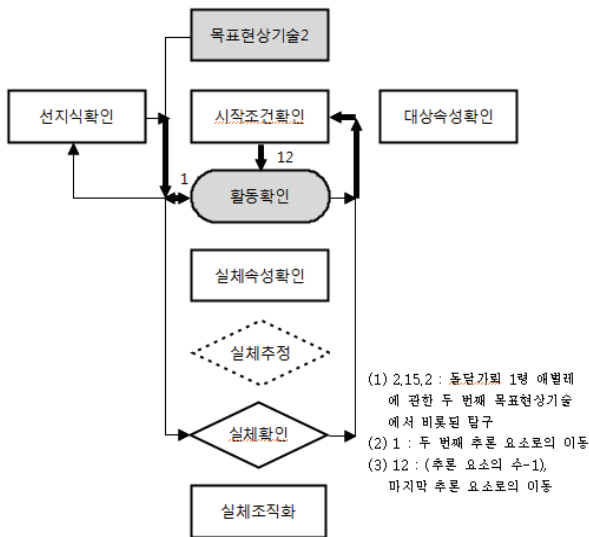 목표현상기술2
선지식확인
시작조건확인
대상속성확인
12
1
활동확인
실체속성확인
실체추정
실체확인
실체조직화
(1) 2,15,2 : 돌담가뢰 1령 애벌레
에 관한 두 번째 목표현상기술
에서 비롯된 탐구
(2) 1 : 두 번째 추론 요소로의 이동
(3) 12 : (추론 요소의 수-1),
마지막 추론 요소로의 이동